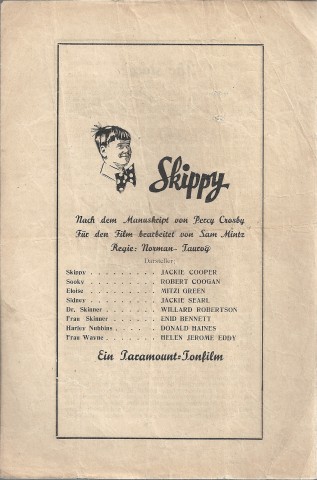 Skippy
Nach dem Manuskript von Percy Crosby
Für den Film bearbeitet von Sam Mintz
Regie: Norman- Taurog
Darsteller:
Skippy . . . . . . . . JACKIE COOPER
Sooky . . . . . . . . ROBERT COOGAN
Eloise . . . . . . . . MITZI GREEN
Sidney . . . . . . . . JACKIE SEARL
Dr. Skinner . . . . . . WILLARD ROBERTSON
Frau Skinner . . . . . . ENID BENNETT
Harley Nubbins . . . . . . DONALD HAINES
Frau Wayne . . . . . . . HELEN JEROME EDDY
Ein Paramount=Tonfilm